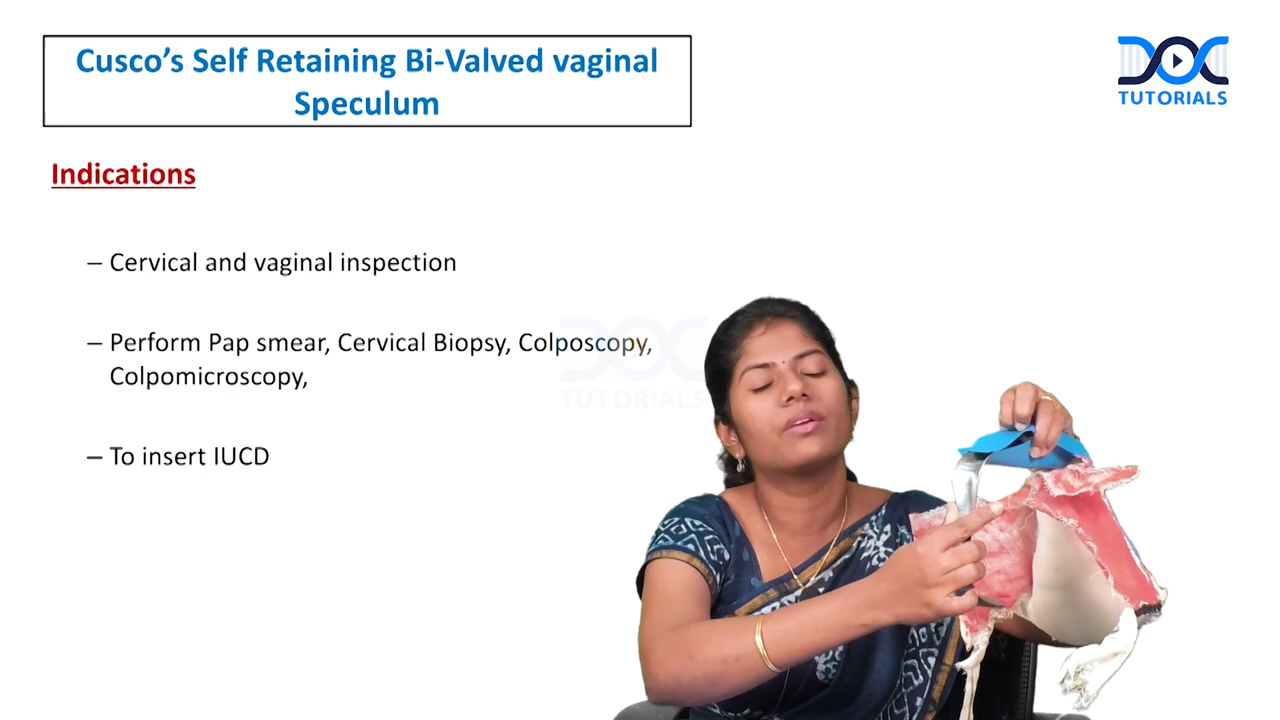 Cusco’s Self Retaining Bi-Valved vaginal
Speculum
TUTORIALS
Indications
– Cervical and vaginal inspection
– Perform Pap smear, Cervical Biopsy, Colposcopy,
Colpomicroscopy,
TUTORIALS
– To insert IUCD